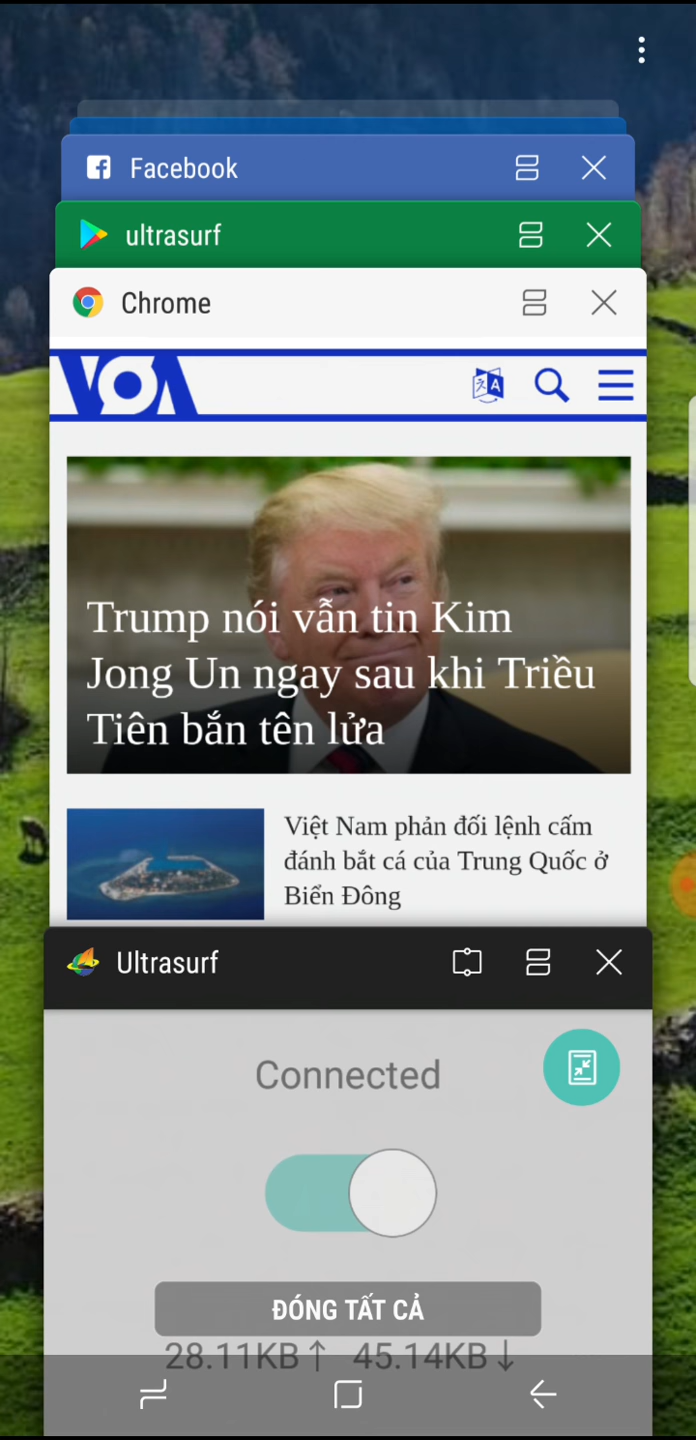 Facebook
ultrasurf
Chrome
VOA
Trump nói vẫn tin Kim
Jong Un ngay sau khi Triều
Tiên bắn tên lửa
Việt Nam phản đối lệnh cấm
đánh bắt cá của Trung Quốc ở
Biển Đông
Ultrasurf
Connected
ĐÓNG TẤT CẢ
28.11KB↑ 45.14KB↓